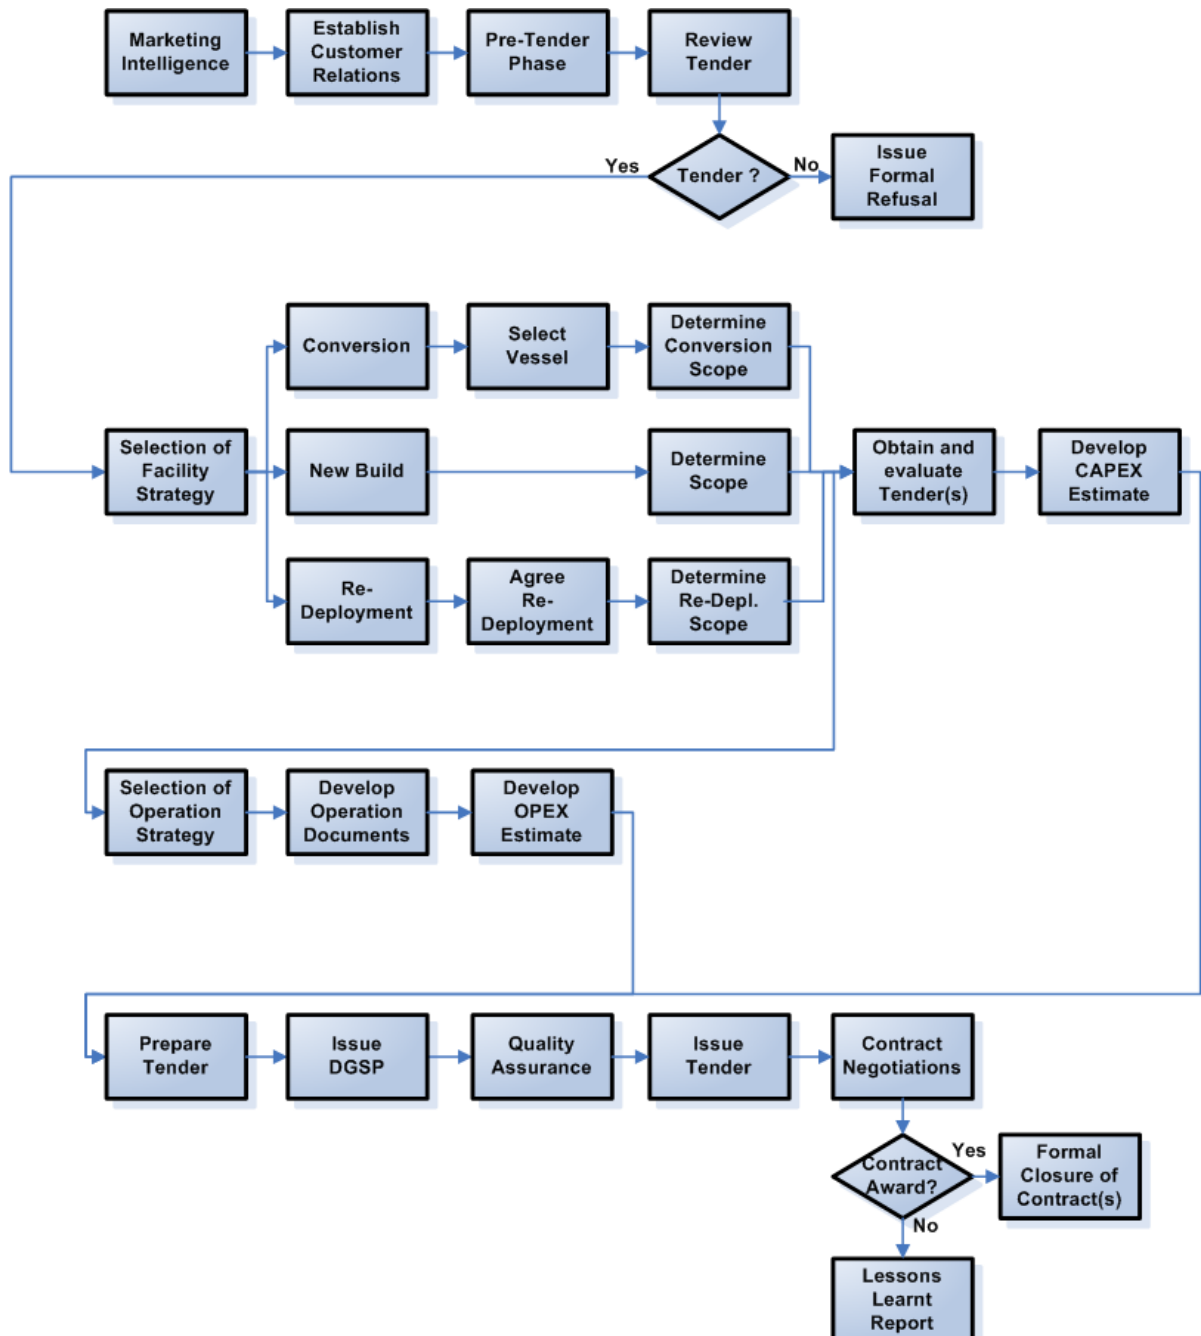 Marketing
Intelligence
Establish
Customer
Relations
Pre-Tender
Phase
Review
Tender
Yes
Tender ?
No
Issue
Formal
Refusal
Conversion
Select
Vessel
Determine
Conversion
Scope
Selection of
Facility
Strategy
New Build
Determine
Scope
Obtain and
evaluate
Tender(s)
Develop
CAPEX
Estimate
Re-
Deployment
Agree
Re-
Deployment
Determine
Re-Depl.
Scope
Selection of
Operation
Strategy
Develop
Operation
Documents
Develop
OPEX
Estimate
Prepare
Tender
Issue
DGSP
Quality
Assurance
Issue
Tender
Contract
Negotiations
Contract
Award?
Yes
Formal
Closure of
Contract(s)
No
Lessons
Learnt
Report